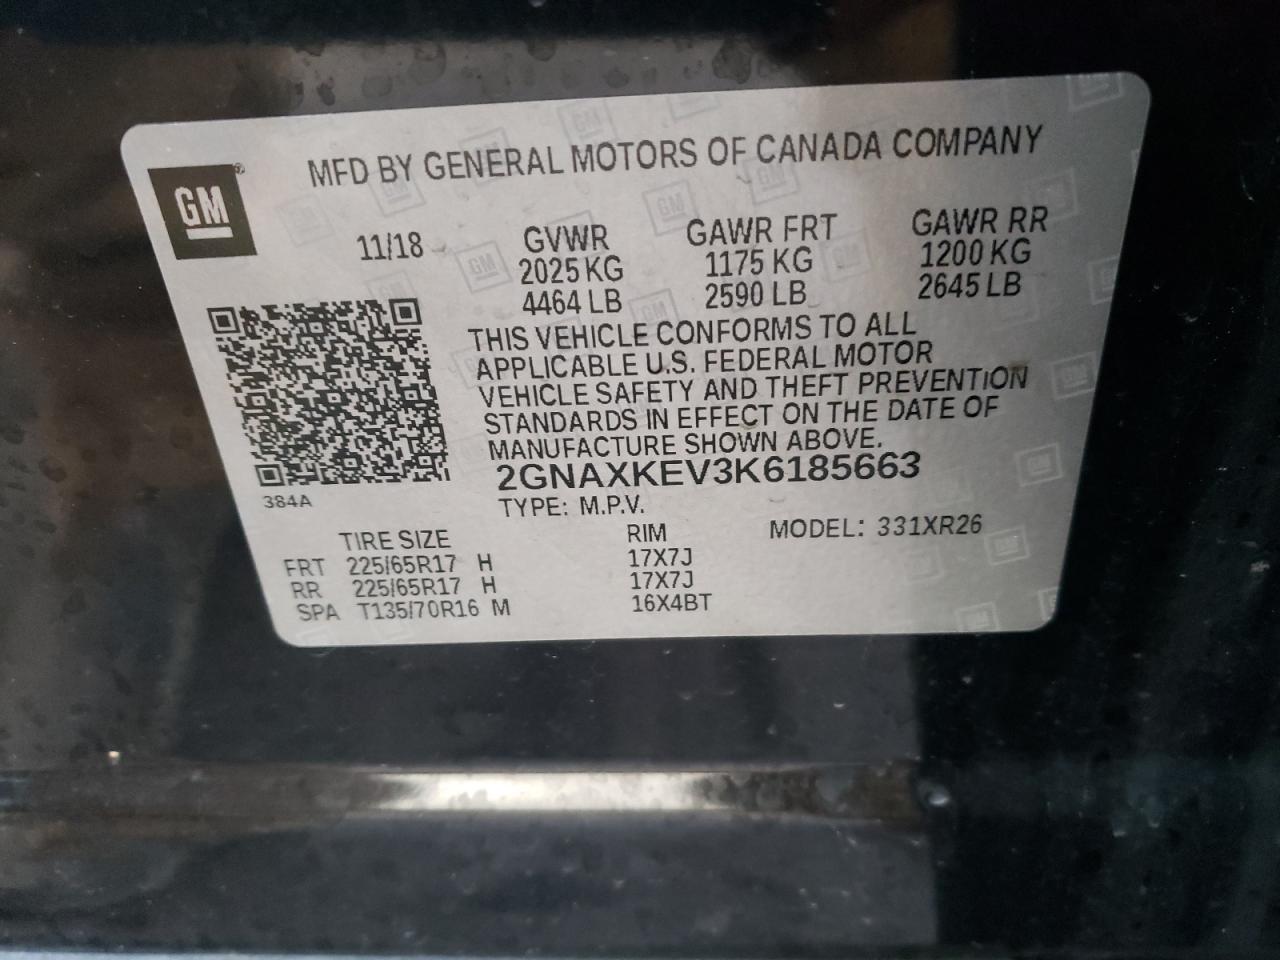 MFD BY GENERAL MOTORS OF CANADA COMPANY
GM®
11/18
GVWR
2025 KG
4464 LB
GAWR FRT
1175 KG
2590 LB
GAWR RR
1200 KG
2645 LB
THIS VEHICLE CONFORMS TO ALL
APPLICABLE U.S. FEDERAL MOTOR
VEHICLE SAFETY AND THEFT PREVENTION
STANDARDS IN EFFECT ON THE DATE OF
MANUFACTURE SHOWN ABOVE.
2GNAXKEV3K6185663
384A
TYPE: M.P.V.
TIRE SIZE RIM MODEL: 331XR26
FRT 225/65R17 H 17X7J
RR 225/65R17 H 17X7J
SPA T135/70R16 M 16X4BT